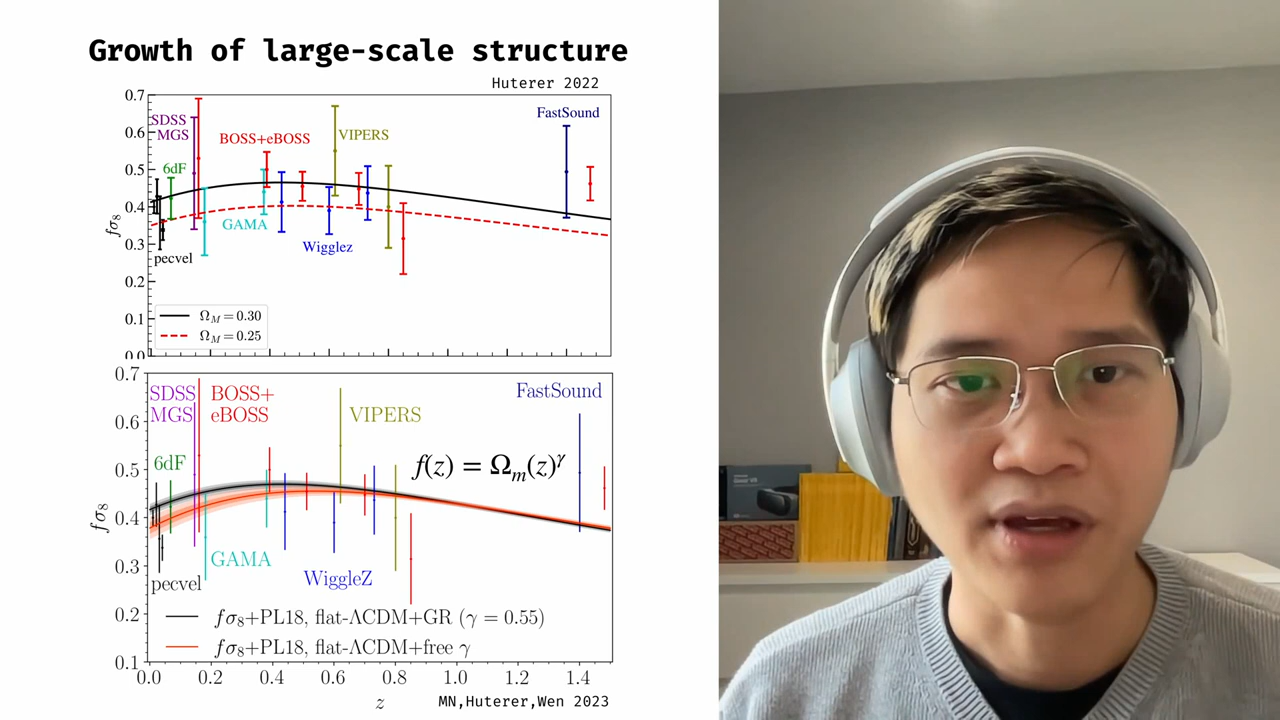 Growth of large-scale structure
Huterer 2022
0.7
0.6
0.5
0.4
0.3
0.2
0.1
0.0
fσ₈
SDSS
MGS
6dF
BOSS+eBOSS
VIPERS
FastSound
GAMA
Wigglez
pecvel
Ω_M = 0.30
Ω_M = 0.25
0.7
0.6
0.5
0.4
0.3
0.2
0.1
fσ₈
SDSS
MGS
BOSS+
eBOSS
6dF
VIPERS
FastSound
f(z) = Ω_m(z)^γ
GAMA
WiggleZ
pecvel
fσ₈+PL18, flat-ΛCDM+GR (γ = 0.55)
fσ₈+PL18, flat-ΛCDM+free γ
0.0 0.2 0.4 0.6 0.8 1.0 1.2 1.4
z
MN,Huterer,Wen 2023
Gear VR